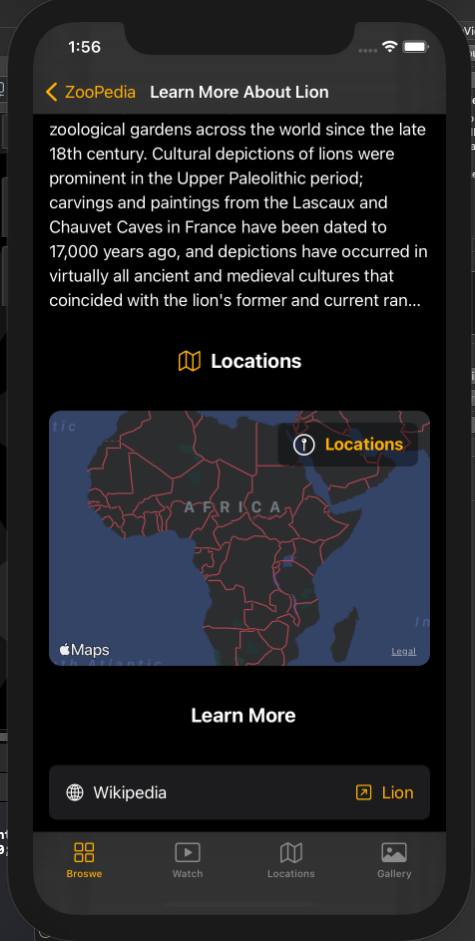 1:56
ZooPedia Learn More About Lion
zoological gardens across the world since the late
18th century. Cultural depictions of lions were
prominent in the Upper Paleolithic period;
carvings and paintings from the Lascaux and
Chauvet Caves in France have been dated to
17,000 years ago, and depictions have occurred in
virtually all ancient and medieval cultures that
coincided with the lion's former and current ran...
Locations
tic
Locations
AFRICA
In
Maps
th Atlantic
Legal
Learn More
Wikipedia Lion
Broswe Watch Locations Gallery